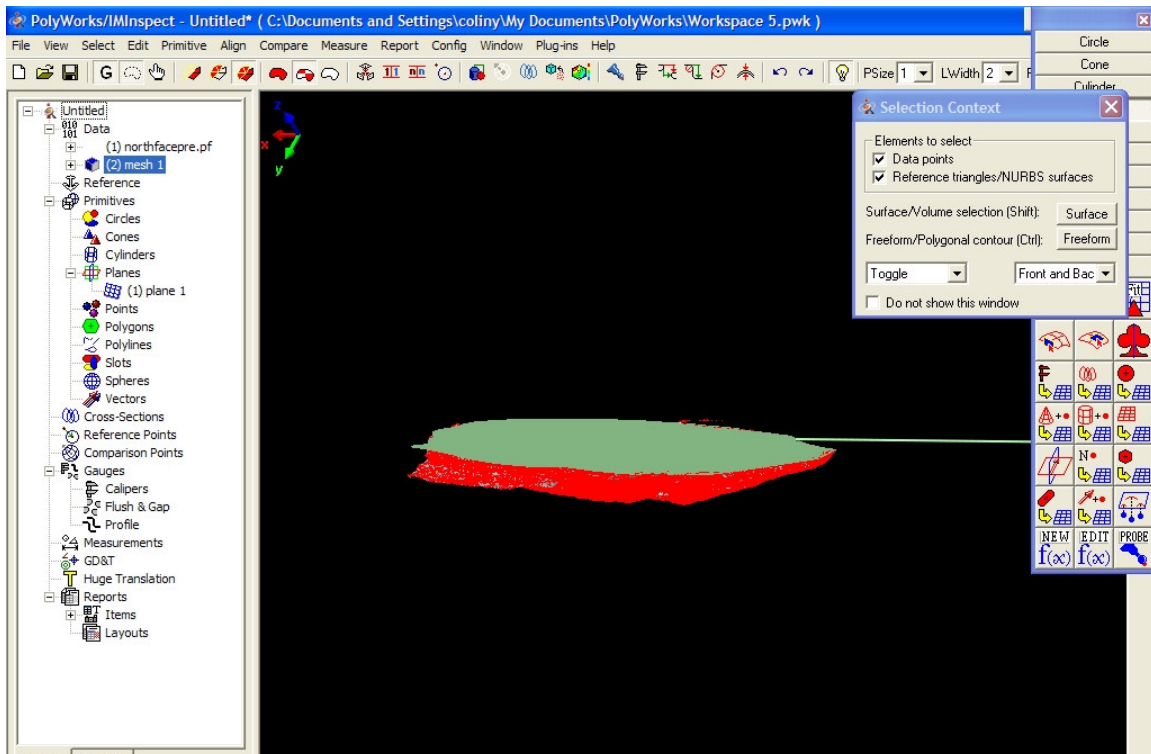 PolyWorks/IMInspect - Untitled* ( C:\Documents and Settings\coliny\My Documents\PolyWorks\Workspace 5.pwk )
File View Select Edit Primitive Align Compare Measure Report Config Window Plug-ins Help
G PSize 1 LWidth 2
Circle
Cone
Cylinder
Untitled
010
101 Data
(1) northfacepre.pf
(2) mesh 1
Reference
Primitives
Circles
Cones
Cylinders
Planes
(1) plane 1
Points
Polygons
Polylines
Slots
Spheres
Vectors
Cross-Sections
Reference Points
Comparison Points
Gauges
Calipers
Flush & Gap
Profile
Measurements
GD&T
Huge Translation
Reports
Items
Layouts
z
x
y
Selection Context
Elements to select
Data points
Reference triangles/NURBS surfaces
Surface/Volume selection (Shift): Surface
Freeform/Polygonal contour (Ctrl): Freeform
Toggle Front and Bac
Do not show this window
Fit
N
NEW EDIT PROBE
f(x) f(x)